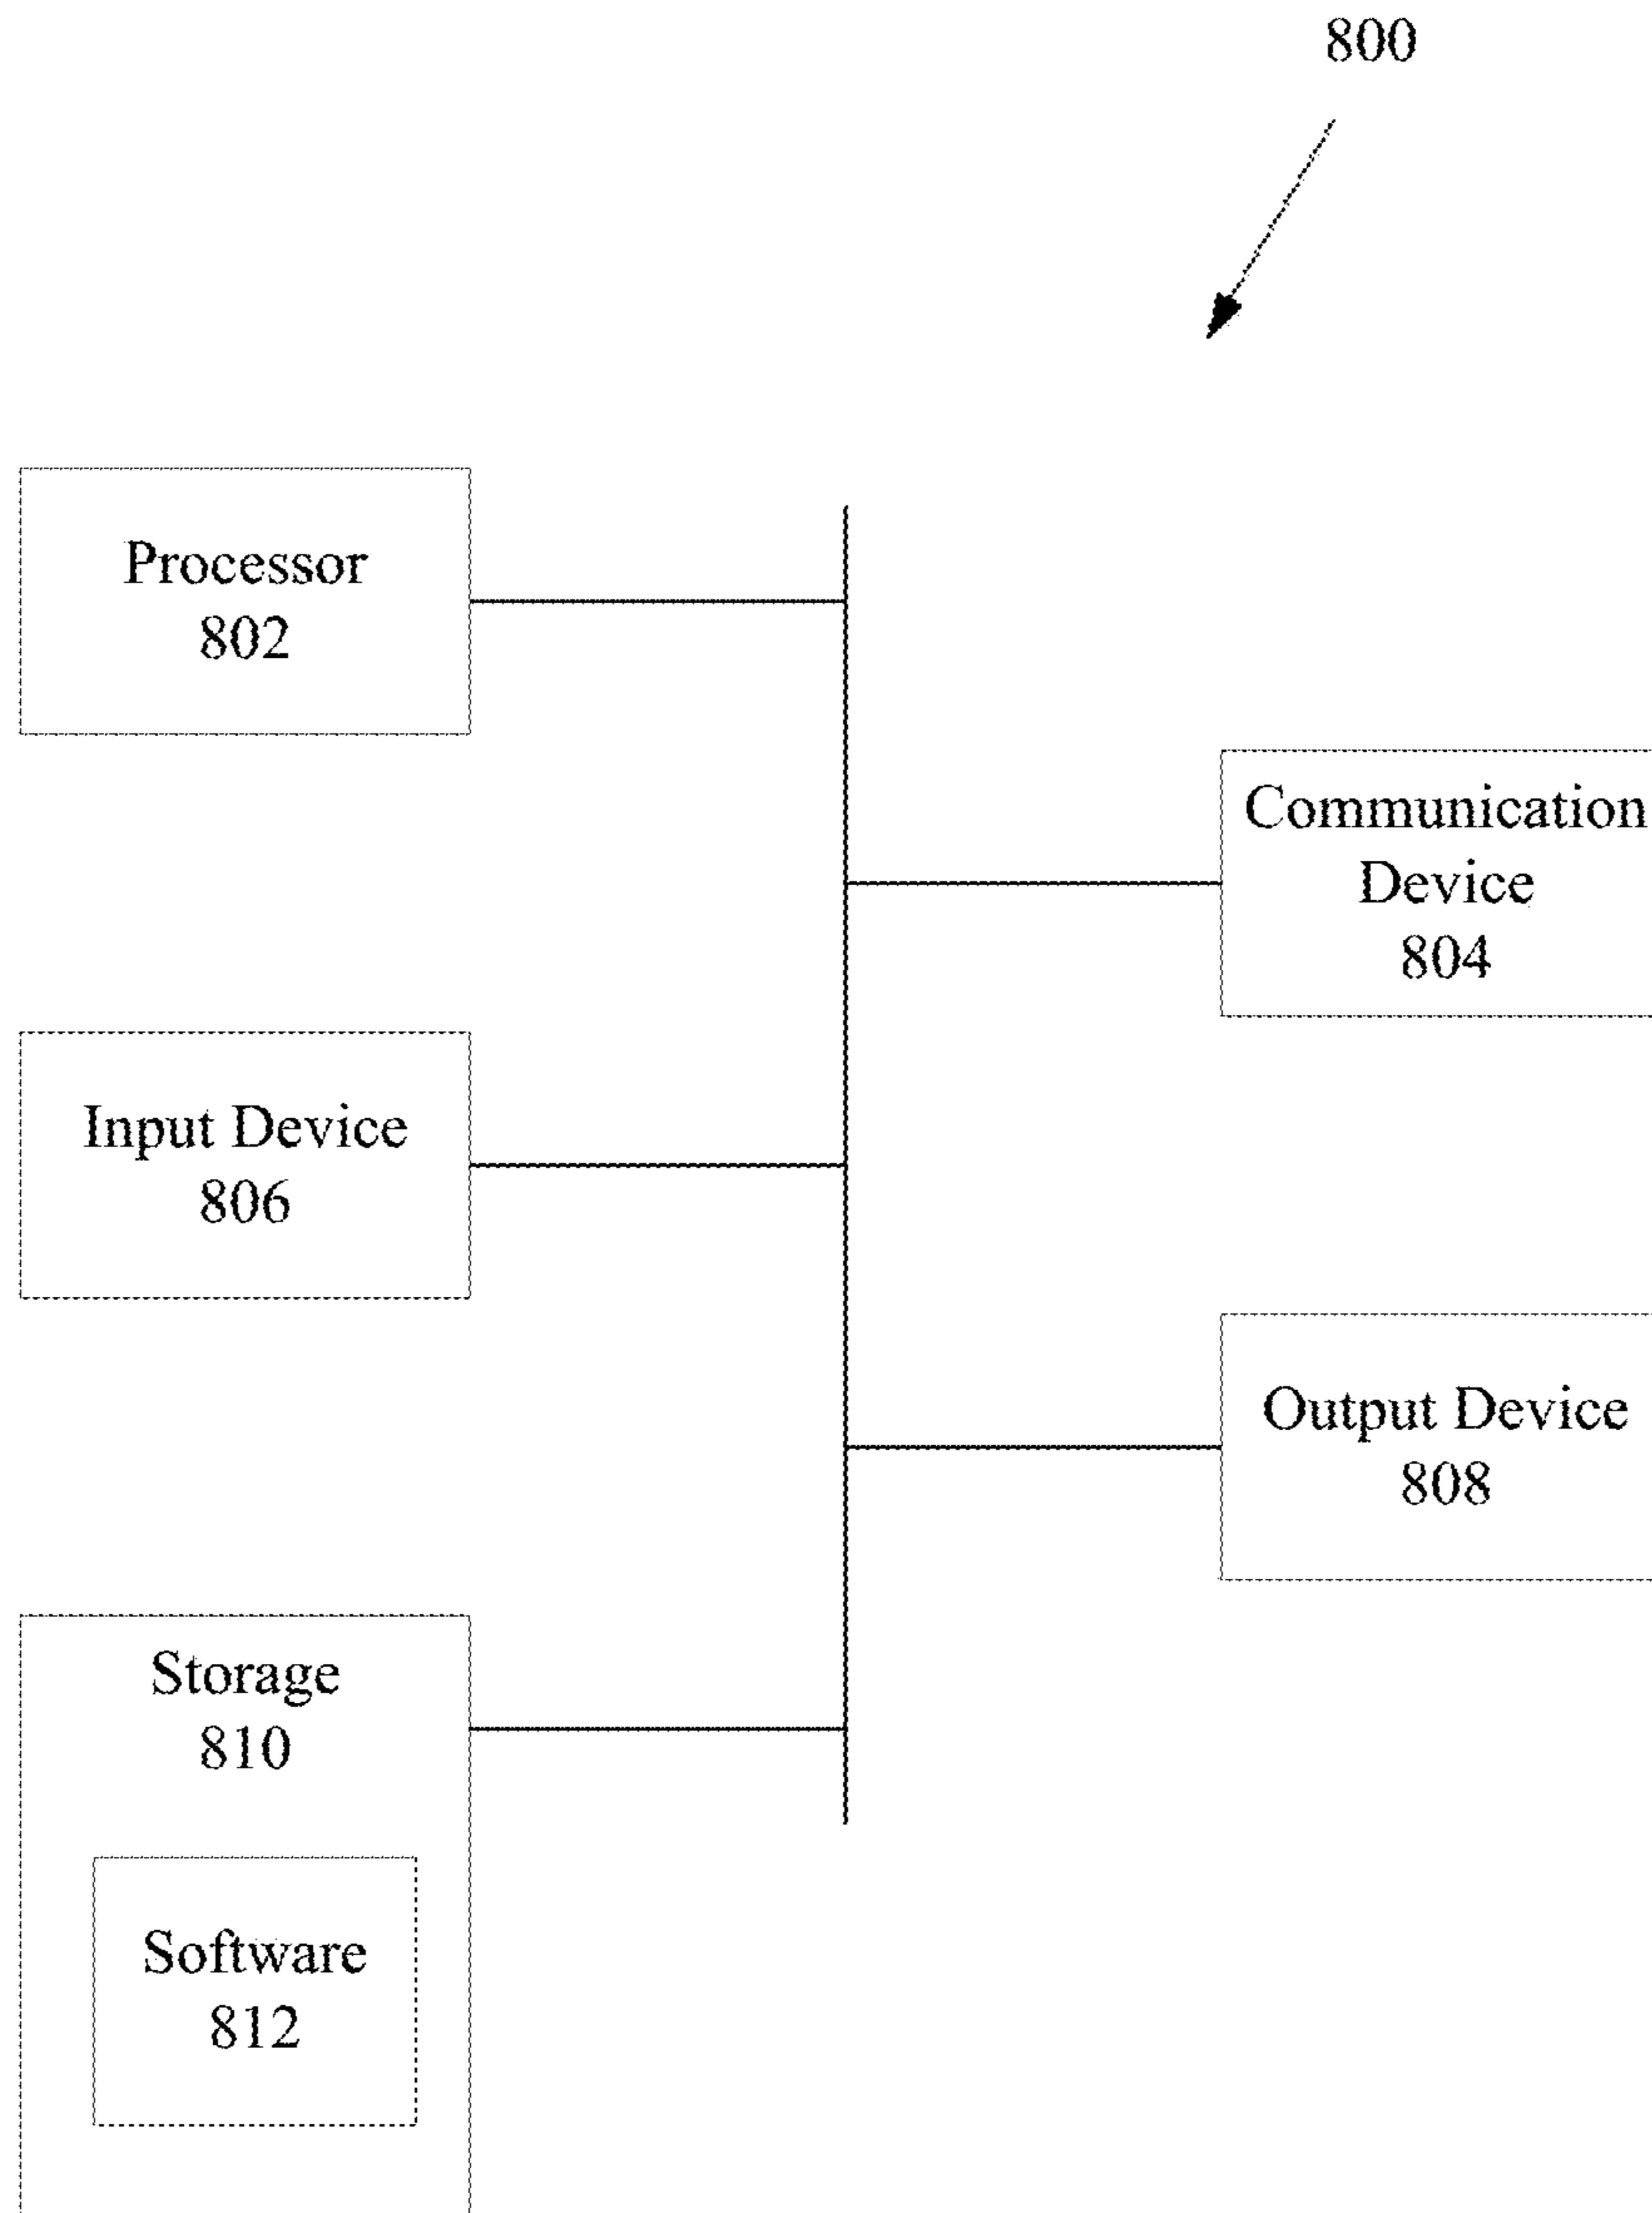 800
Processor
802
Communication
Device
804
Input Device
806
Output Device
808
Storage
810
Software
812